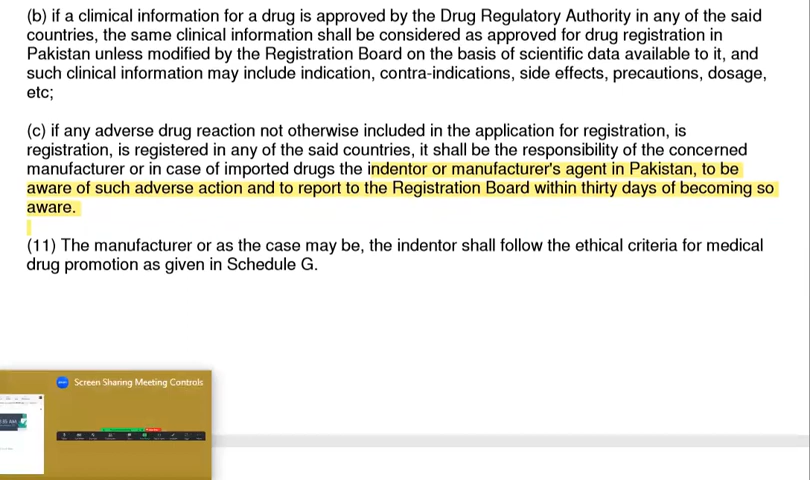 (b) if a climical information for a drug is approved by the Drug Regulatory Authority in any of the said
countries, the same clinical information shall be considered as approved for drug registration in
Pakistan unless modified by the Registration Board on the basis of scientific data available to it, and
such clinical information may include indication, contra-indications, side effects, precautions, dosage,
etc;
(c) if any adverse drug reaction not otherwise included in the application for registration, is
registration, is registered in any of the said countries, it shall be the responsibility of the concerned
manufacturer or in case of imported drugs the indentor or manufacturer's agent in Pakistan, to be
aware of such adverse action and to report to the Registration Board within thirty days of becoming so
aware.
(11) The manufacturer or as the case may be, the indentor shall follow the ethical criteria for medical
drug promotion as given in Schedule G.
Screen Sharing Meeting Controls